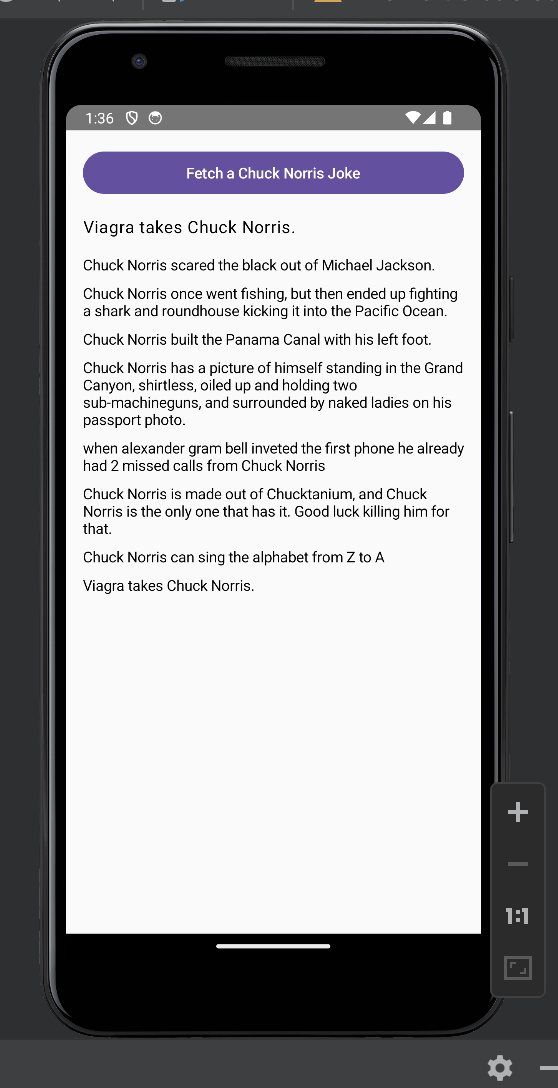 1:36
Fetch a Chuck Norris Joke
Viagra takes Chuck Norris.
Chuck Norris scared the black out of Michael Jackson.
Chuck Norris once went fishing, but then ended up fighting
a shark and roundhouse kicking it into the Pacific Ocean.
Chuck Norris built the Panama Canal with his left foot.
Chuck Norris has a picture of himself standing in the Grand
Canyon, shirtless, oiled up and holding two
sub-machineguns, and surrounded by naked ladies on his
passport photo.
when alexander gram bell inveted the first phone he already
had 2 missed calls from Chuck Norris
Chuck Norris is made out of Chucktanium, and Chuck
Norris is the only one that has it. Good luck killing him for
that.
Chuck Norris can sing the alphabet from Z to A
Viagra takes Chuck Norris.
1:1